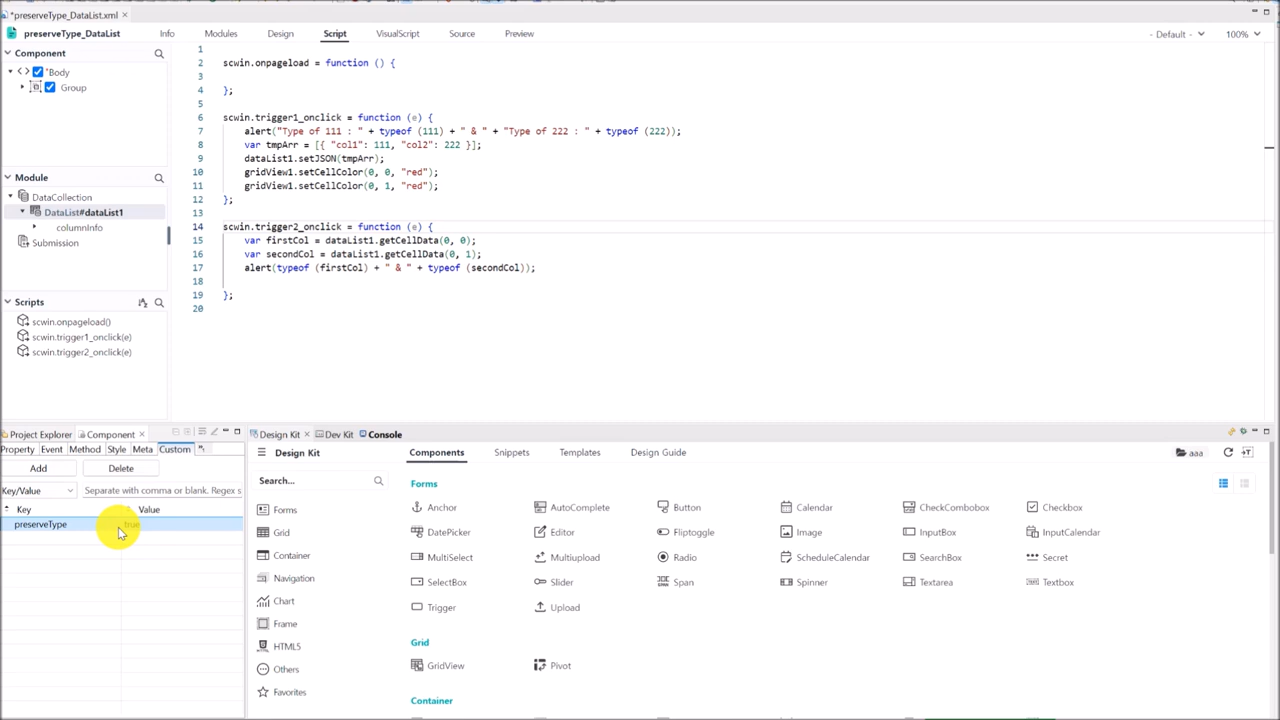 *preserveType_DataList.xml
preserveType_DataList
Info
Modules
Design
Script
VisualScript
Source
Preview
- Default -
100%
Component
*Body
Group
Module
DataCollection
DataList#dataList1
columnInfo
Submission
Scripts
scwin.onpageload()
scwin.trigger1_onclick(e)
scwin.trigger2_onclick(e)
1
2 scwin.onpageload = function () {
3
4 };
5
6 scwin.trigger1_onclick = function (e) {
7 alert("Type of 111 : " + typeof (111) + " & " + "Type of 222 : " + typeof (222));
8 var tmpArr = [{ "col1": 111, "col2": 222 }];
9 dataList1.setJSON(tmpArr);
10 gridView1.setCellColor(0, 0, "red");
11 gridView1.setCellColor(0, 1, "red");
12 };
13
14 scwin.trigger2_onclick = function (e) {
15 var firstCol = dataList1.getCellData(0, 0);
16 var secondCol = dataList1.getCellData(0, 1);
17 alert(typeof (firstCol) + " & " + typeof (secondCol));
18
19 };
20
Project Explorer
Component
Property
Event
Method
Style
Meta
Custom
Add
Delete
Key/Value
Separate with comma or blank. Regex s
Key
Value
preserveType
true
Design Kit
Dev Kit
Console
Design Kit
Components
Snippets
Templates
Design Guide
aaa
Search...
Forms
Grid
Container
Navigation
Chart
Frame
HTML5
Others
Favorites
Forms
Anchor
AutoComplete
Button
Calendar
CheckCombobox
Checkbox
DatePicker
Editor
Fliptoggle
Image
InputBox
InputCalendar
MultiSelect
Multiupload
Radio
ScheduleCalendar
SearchBox
Secret
SelectBox
Slider
Span
Spinner
Textarea
Textbox
Trigger
Upload
Grid
GridView
Pivot
Container